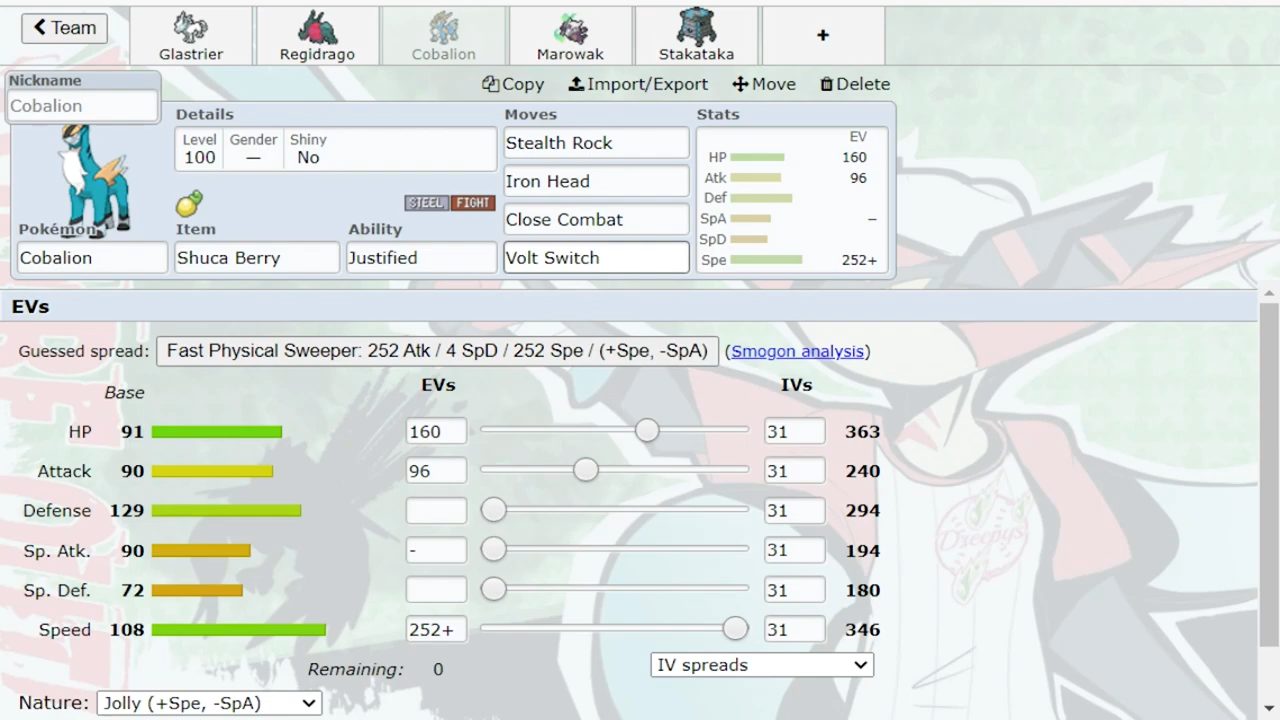 Team
Glastrier
Regidrago
Cobalion
Marowak
Stakataka
+
Nickname
Cobalion
Copy
Import/Export
Move
Delete
Details
Moves
Stats
Level
Gender
Shiny
100
—
No
Stealth Rock
Iron Head
Close Combat
Volt Switch
EV
HP 160
Atk 96
Def
SpA –
SpD
Spe 252+
STEEL FIGHT
Pokémon
Item
Ability
Cobalion
Shuca Berry
Justified
EVs
Guessed spread: Fast Physical Sweeper: 252 Atk / 4 SpD / 252 Spe / (+Spe, -SpA) (Smogon analysis)
Base EVs IVs
HP 91 160 31 363
Attack 90 96 31 240
Defense 129 31 294
Sp. Atk. 90 - 31 194
Sp. Def. 72 31 180
Speed 108 252+ 31 346
Remaining: 0
IV spreads
Nature: Jolly (+Spe, -SpA)
Dreepys